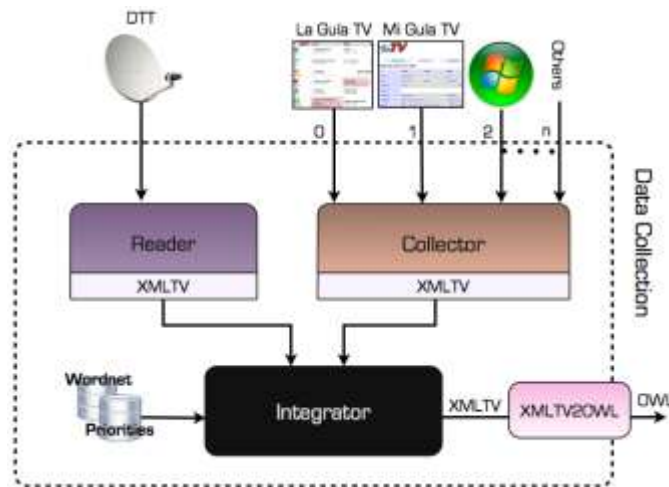 DTT
La Guía TV
Mi Guía TV
Others
0
1
2
n
Data Collection
Reader
XMLTV
Collector
XMLTV
Wordnet
Priorities
Integrator
XMLTV
XMLTV2OWL
OWL